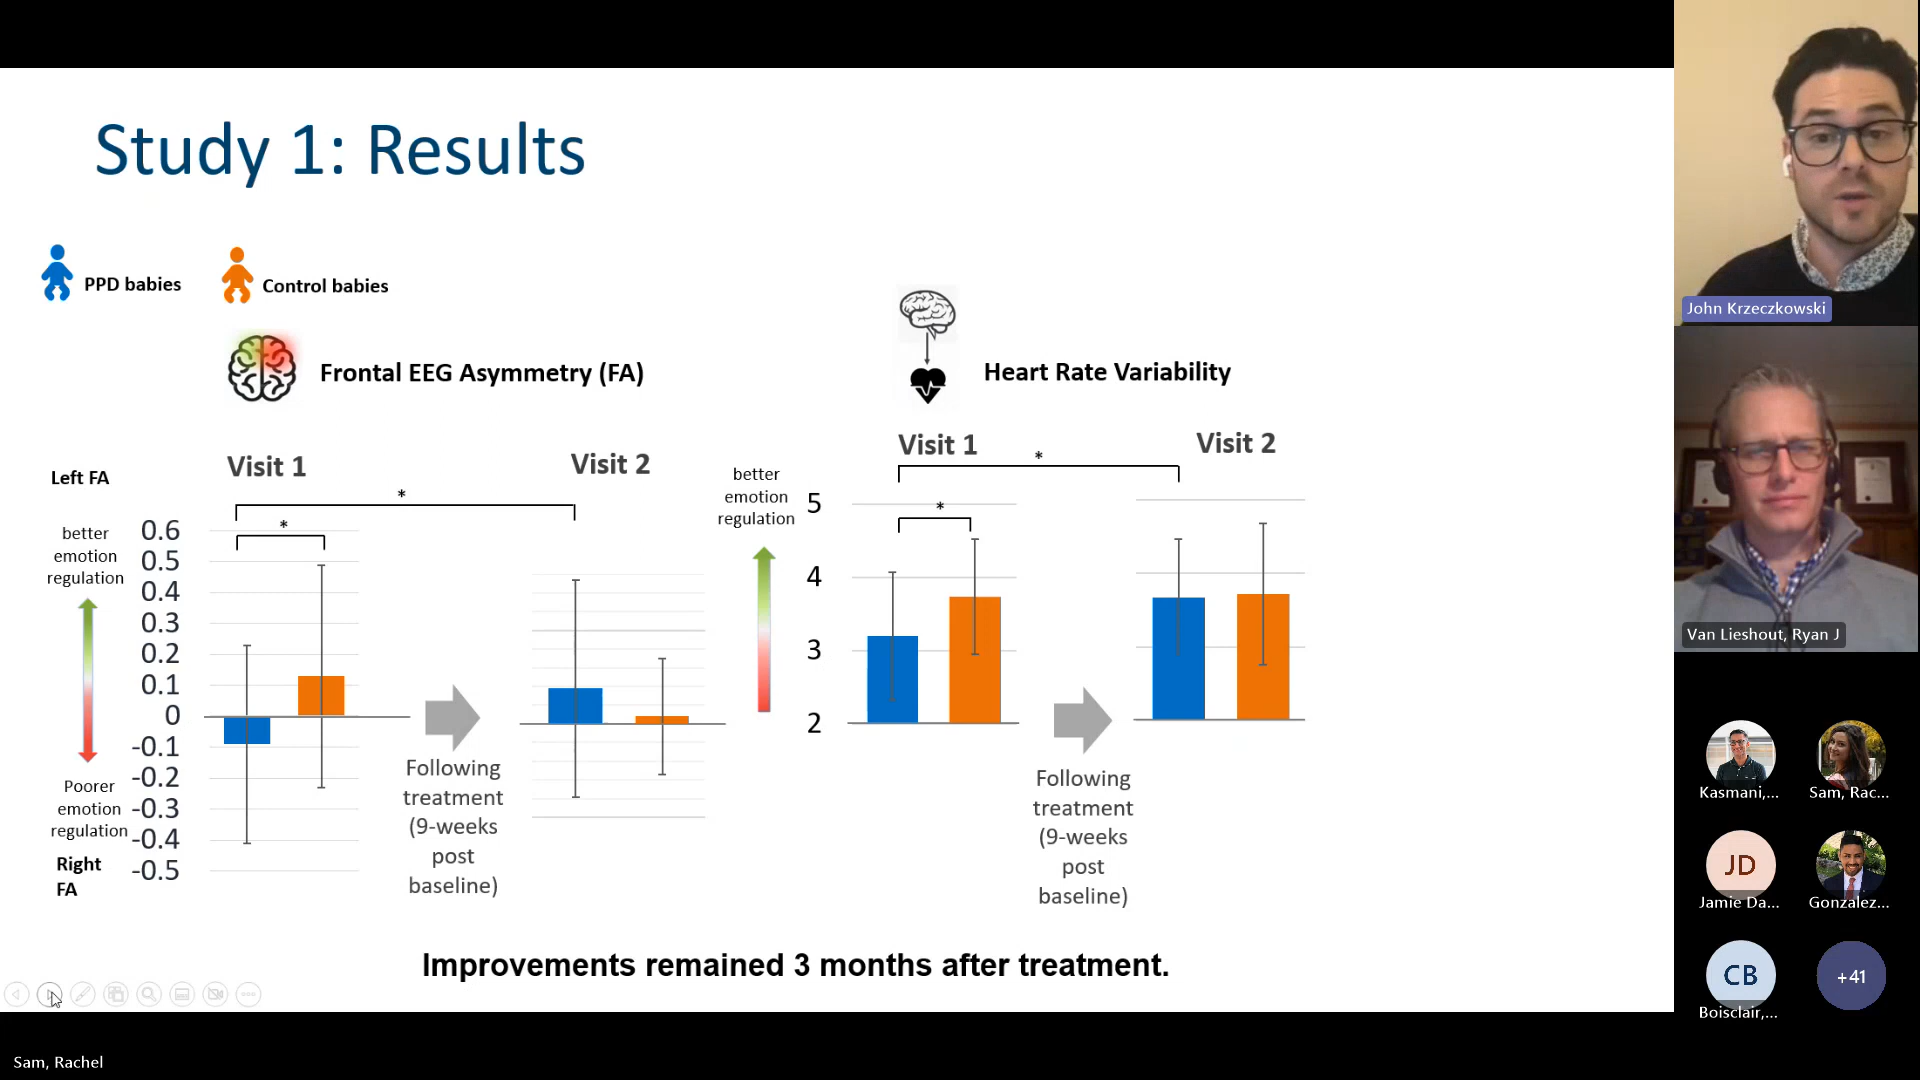 Study 1: Results
PPD babies
Control babies
Frontal EEG Asymmetry (FA)
Heart Rate Variability
Visit 1
Visit 2
Left FA
better
emotion
regulation
0.6
0.5
0.4
0.3
0.2
0.1
0
-0.1
-0.2
-0.3
-0.4
-0.5
Poorer
emotion
regulation
Right
FA
*
*
Following
treatment
(9-weeks
post
baseline)
Visit 1
Visit 2
better
emotion
regulation
5
4
3
2
*
*
Following
treatment
(9-weeks
post
baseline)
Improvements remained 3 months after treatment.
John Krzeczkowski
Van Lieshout, Ryan J
Kasmani,...
Sam, Rac...
JD
Jamie Da...
Gonzalez...
CB
Boisclair,...
+41
Sam, Rachel